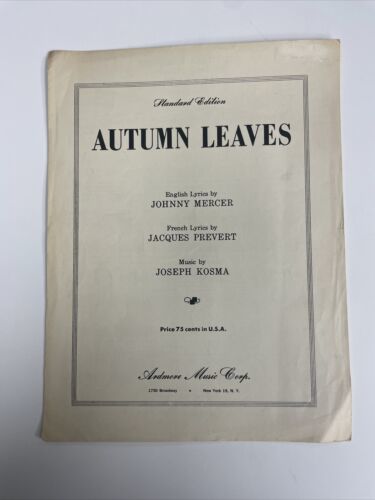 Standard Edition
AUTUMN LEAVES
English Lyrics by
JOHNNY MERCER
French Lyrics by
JACQUES PREVERT
Music by
JOSEPH KOSMA
Price 75 cents in U.S.A.
Ardmore Music Corp.
1730 Broadway • New York 19, N. Y.